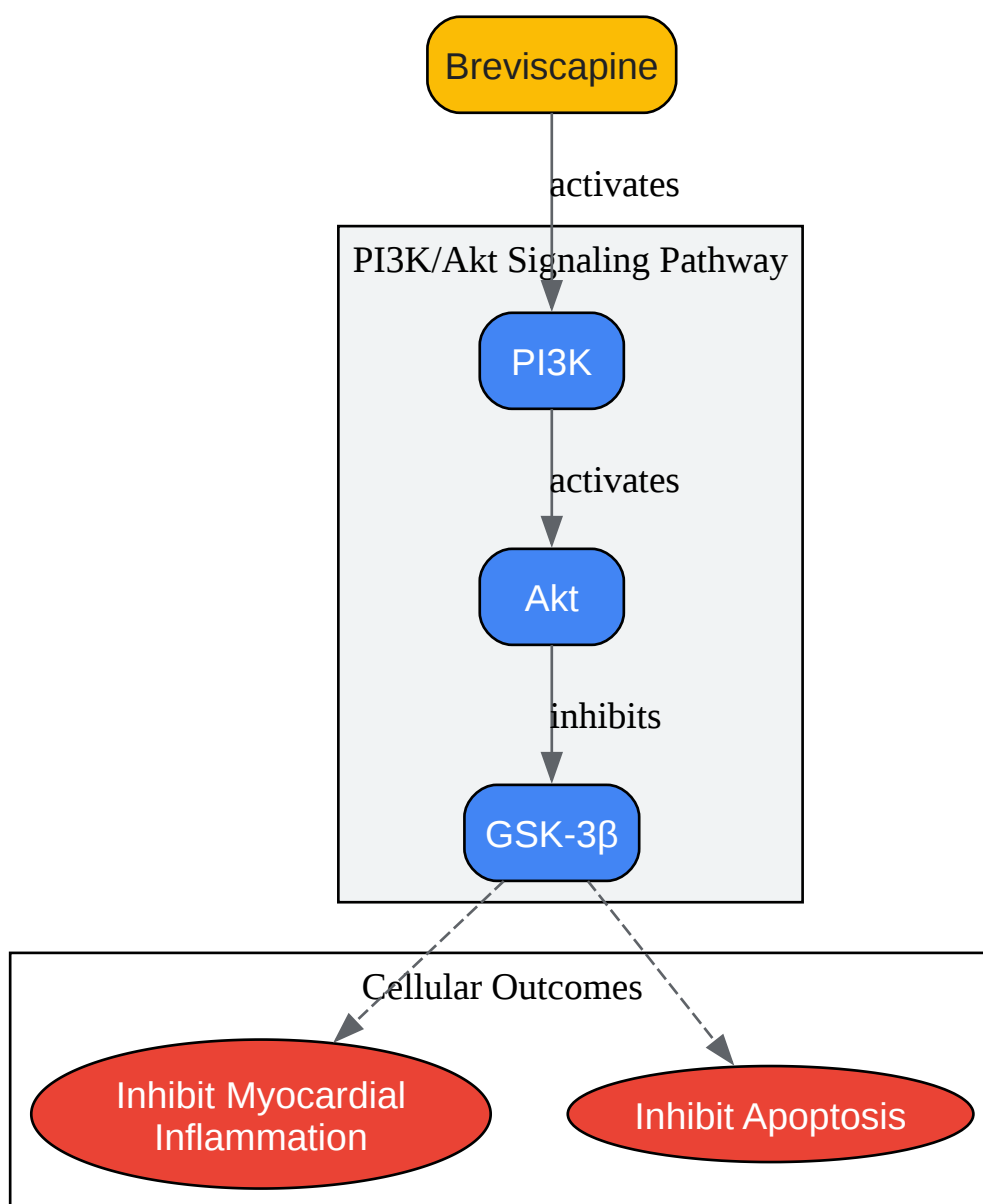 Breviscapine
activates
PI3K/Akt Signaling Pathway
PI3K
activates
Akt
inhibits
GSK-3β
Cellular Outcomes
Inhibit Myocardial
Inflammation
Inhibit Apoptosis